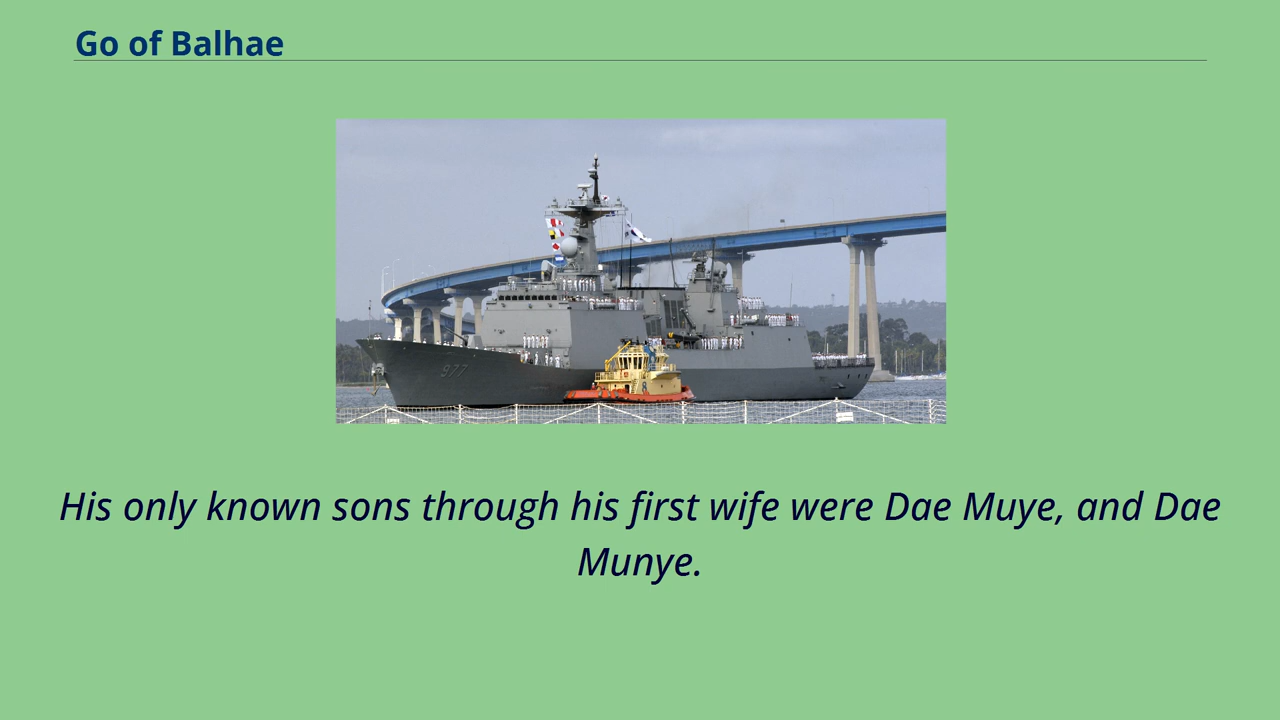 Go of Balhae
977
His only known sons through his first wife were Dae Muye, and Dae
Munye.